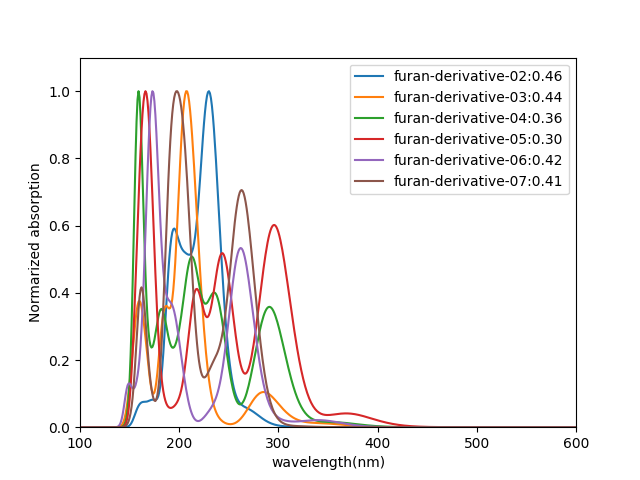 furan-derivative-02:0.46
furan-derivative-03:0.44
furan-derivative-04:0.36
furan-derivative-05:0.30
furan-derivative-06:0.42
furan-derivative-07:0.41
1.0
0.8
0.6
0.4
0.2
0.0
Normarized absorption
100 200 300 400 500 600
wavelength(nm)